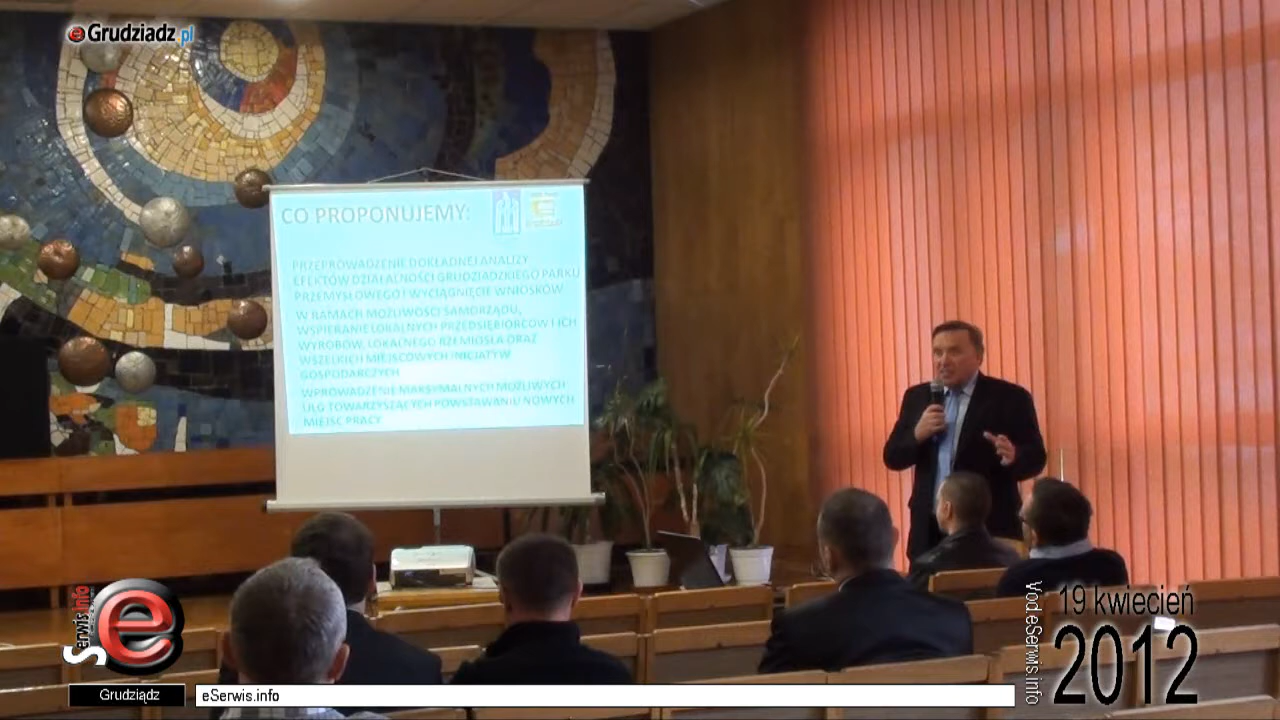 eGrudziadz.pl
CO PROPONUJEMY:
PRZEPROWADZENIE DOKŁADNEJ ANALIZY
EFEKTÓW DZIAŁALNOŚCI GRUDZIĄDZKIEGO PARKU
PRZEMYSŁOWEGO I WYCIĄGNIĘCIE WNIOSKÓW
W RAMACH MOŻLIWOŚCI SAMORZĄDU,
WSPIERANIE LOKALNYCH PRZEDSIĘBIORCÓW I ICH
WYROBÓW, LOKALNEGO RZEMIOSŁA ORAZ
WSZELKICH MIEJSCOWYCH INICJATYW
GOSPODARCZYCH
WPROWADZENIE MAKSYMALNYCH MOŻLIWYCH
ULG TOWARZYSZĄCYCH POWSTAWANIU NOWYCH
MIEJSC PRACY
Serwis.info
e
Grudziądz
eSerwis.info
Vod.eSerwis.info
19 kwiecień
2012